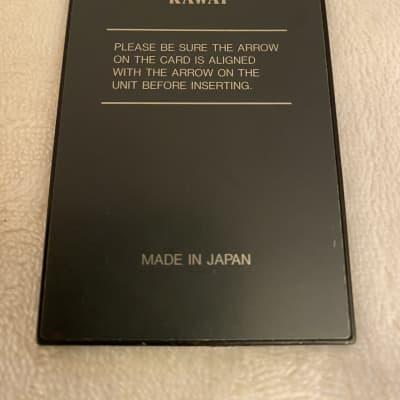 KAWAI
PLEASE BE SURE THE ARROW
ON THE CARD IS ALIGNED
WITH THE ARROW ON THE
UNIT BEFORE INSERTING.
MADE IN JAPAN